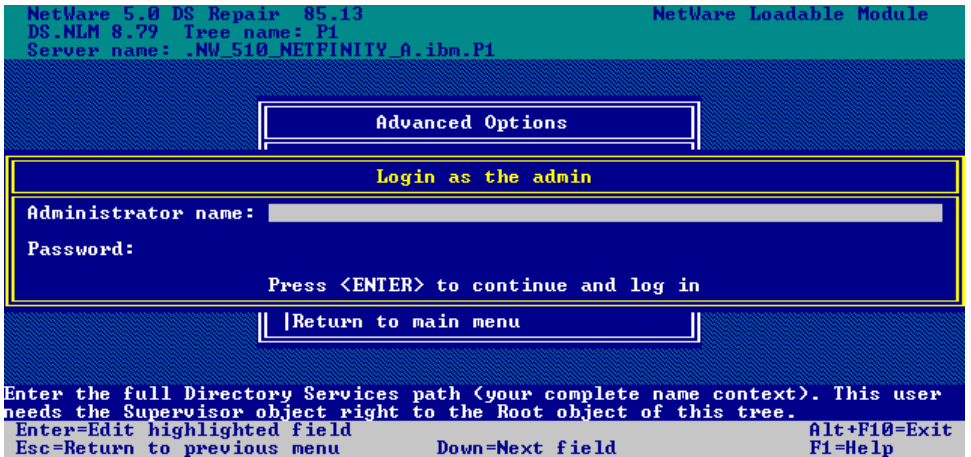 NetWare 5.0 DS Repair 85.13 NetWare Loadable Module
DS.NLM 8.79 Tree name: P1
Server name: .NW_510_NETFINITY_A.ibm.P1
Advanced Options
Login as the admin
Administrator name:
Password:
Press <ENTER> to continue and log in
|Return to main menu
Enter the full Directory Services path (your complete name context). This user
needs the Supervisor object right to the Root object of this tree.
Enter=Edit highlighted field Alt+F10=Exit
Esc=Return to previous menu Down=Next field F1=Help